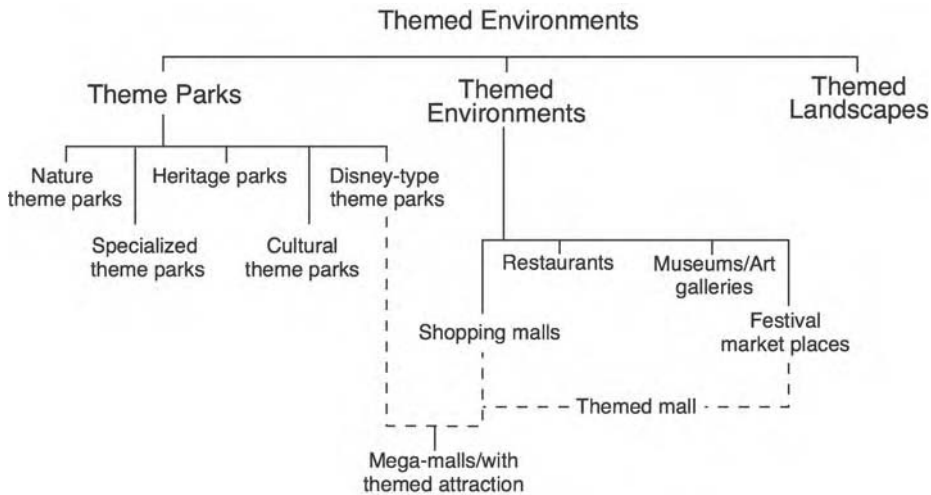 Themed Environments
Theme Parks
Themed
Environments
Themed
Landscapes
Nature
theme parks
Heritage parks
Disney-type
theme parks
Specialized
theme parks
Cultural
theme parks
Restaurants
Museums/Art
galleries
Shopping malls
Festival
market places
Themed mall
Mega-malls/with
themed attraction